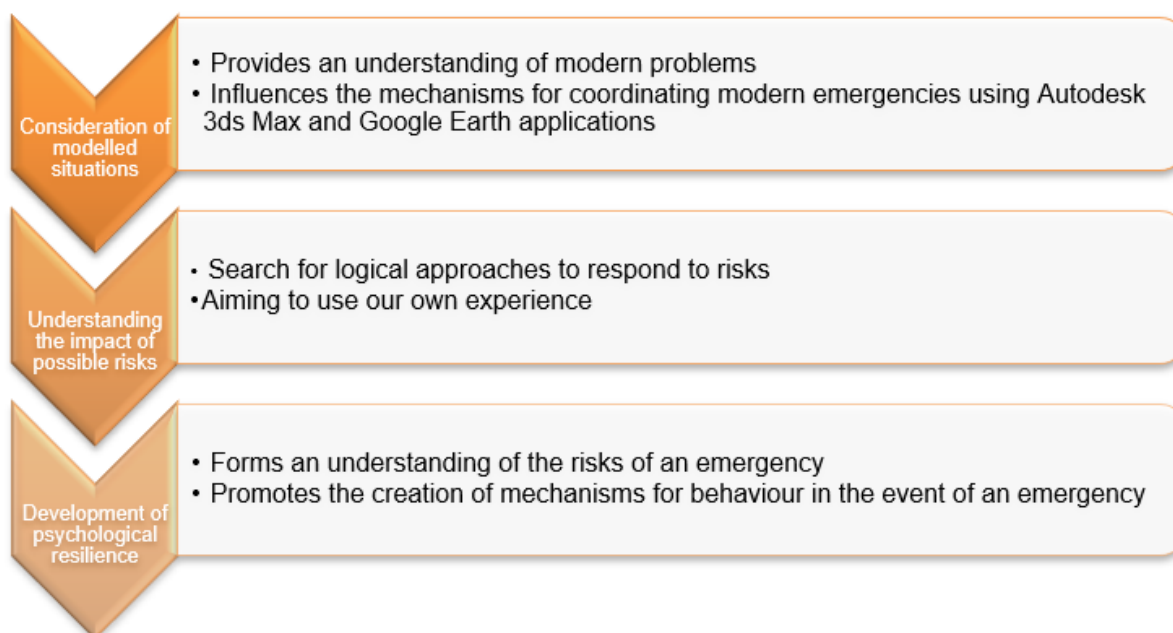 Consideration of
modelled
situations
• Provides an understanding of modern problems
• Influences the mechanisms for coordinating modern emergencies using Autodesk
3ds Max and Google Earth applications
Understanding
the impact of
possible risks
• Search for logical approaches to respond to risks
•Aiming to use our own experience
Development of
psychological
resilience
• Forms an understanding of the risks of an emergency
• Promotes the creation of mechanisms for behaviour in the event of an emergency